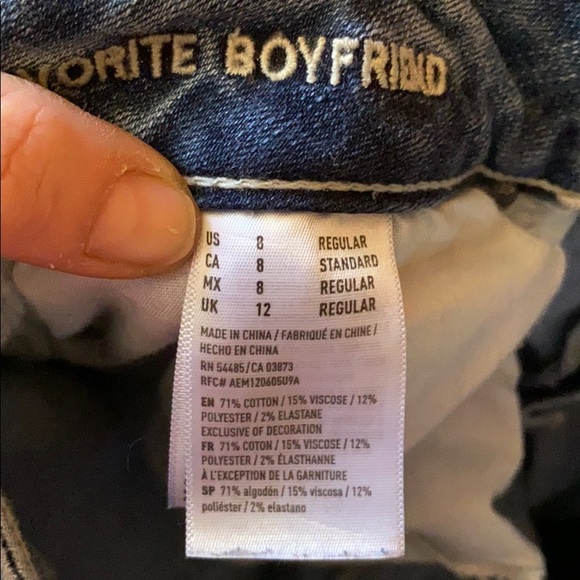 VORITE BOYFRIEND
US 8 REGULAR
CA 8 STANDARD
MX 8 REGULAR
UK 12 REGULAR
MADE IN CHINA / FABRIQUÉ EN CHINE /
HECHO EN CHINA
RN 54485 / CA 03873
RFC# AEM120605U9A
EN 71% COTTON / 15% VISCOSE / 12%
POLYESTER / 2% ELASTANE
EXCLUSIVE OF DECORATION
FR 71% COTON / 15% VISCOSE / 12%
POLYESTER / 2% ÉLASTHANNE
À L'EXCEPTION DE LA GARNITURE
SP 71% algodón / 15% viscosa / 12%
poliéster / 2% elastano